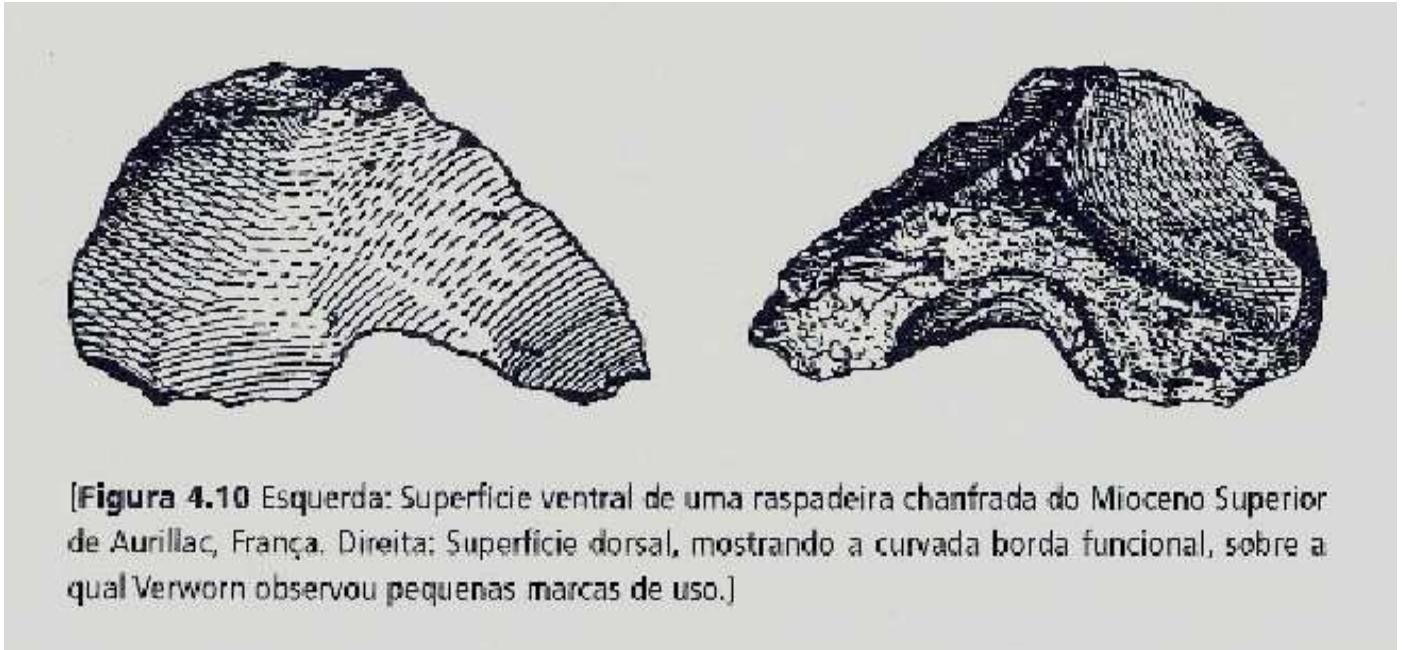 [Figura 4.10 Esquerda: Superfície ventral de uma raspadeira chanfrada do Mioceno Superior
de Aurillac, França. Direita: Superfície dorsal, mostrando a curvada borda funcional, sobre a
qual Verworn observou pequenas marcas de uso.]